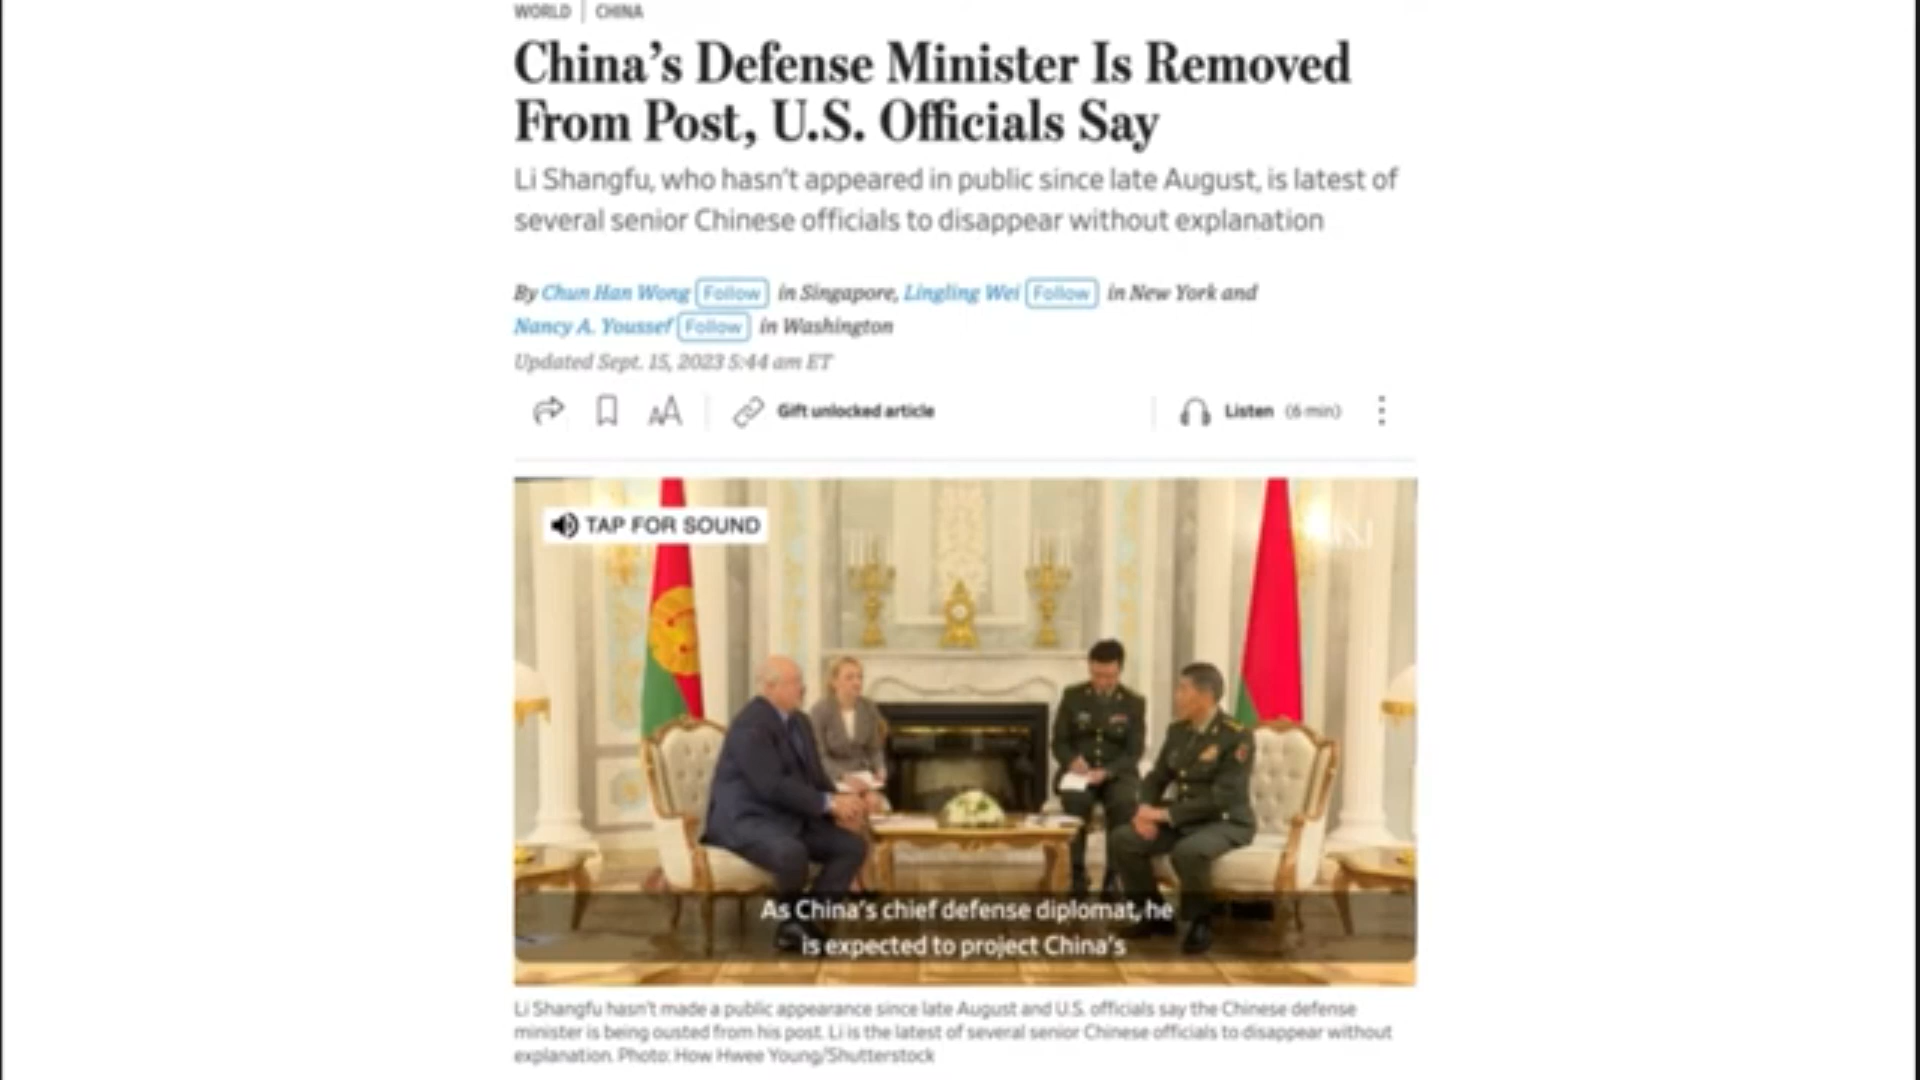 WORLD | CHINA
China's Defense Minister Is Removed
From Post, U.S. Officials Say
Li Shangfu, who hasn't appeared in public since late August, is latest of
several senior Chinese officials to disappear without explanation
By Chun Han Wong Follow in Singapore, Lingling Wei Follow in New York and
Nancy A. Youssef Follow in Washington
Updated Sept. 15, 2023 5:44 am ET
AA Gift unlocked article Listen (6 min)
TAP FOR SOUND
As China's chief defense diplomat, he
is expected to project China's
Li Shangfu hasn't made a public appearance since late August and U.S. officials say the Chinese defense
minister is being ousted from his post. Li is the latest of several senior Chinese officials to disappear without
explanation. Photo: How Hwee Young/Shutterstock